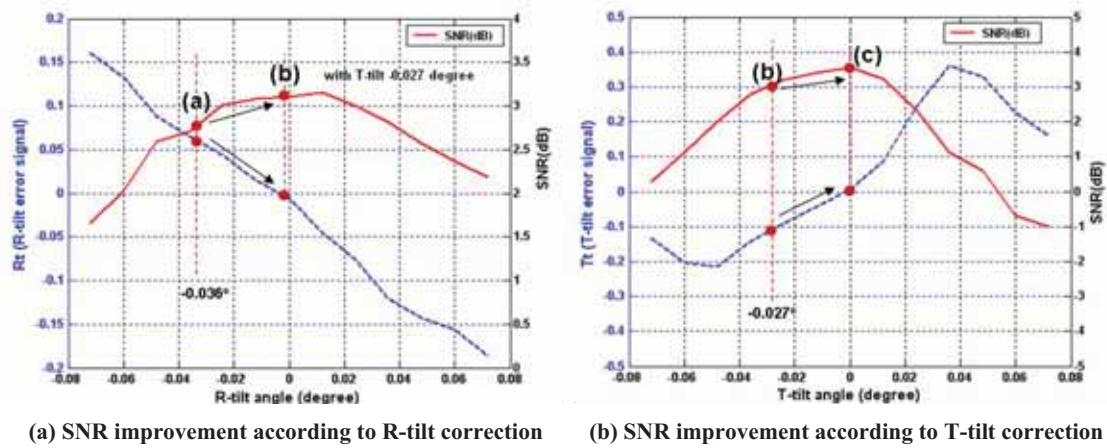 0.2
0.15
0.1
0.05
0
-0.05
-0.1
-0.15
-0.2
Rt (R-tilt error signal)
4
3.5
3
2.5
2
1.5
1
0.5
0
SNR(dB)
SNR(dB)
(a)
(b)
with T-tilt -0.027 degree
-0.036°
-0.08 -0.06 -0.04 -0.02 0 0.02 0.04 0.06 0.08
R-tilt angle (degree)
0.5
0.4
0.3
0.2
0.1
0
-0.1
-0.2
-0.3
-0.4
-0.5
Tt (T-tilt error signal)
5
4
3
2
1
0
-1
-2
-3
-4
-5
SNR(dB)
SNR(dB)
(b)
(c)
-0.027°
-0.08 -0.06 -0.04 -0.02 0 0.02 0.04 0.06 0.08
T-tilt angle (degree)
(a) SNR improvement according to R-tilt correction
(b) SNR improvement according to T-tilt correction